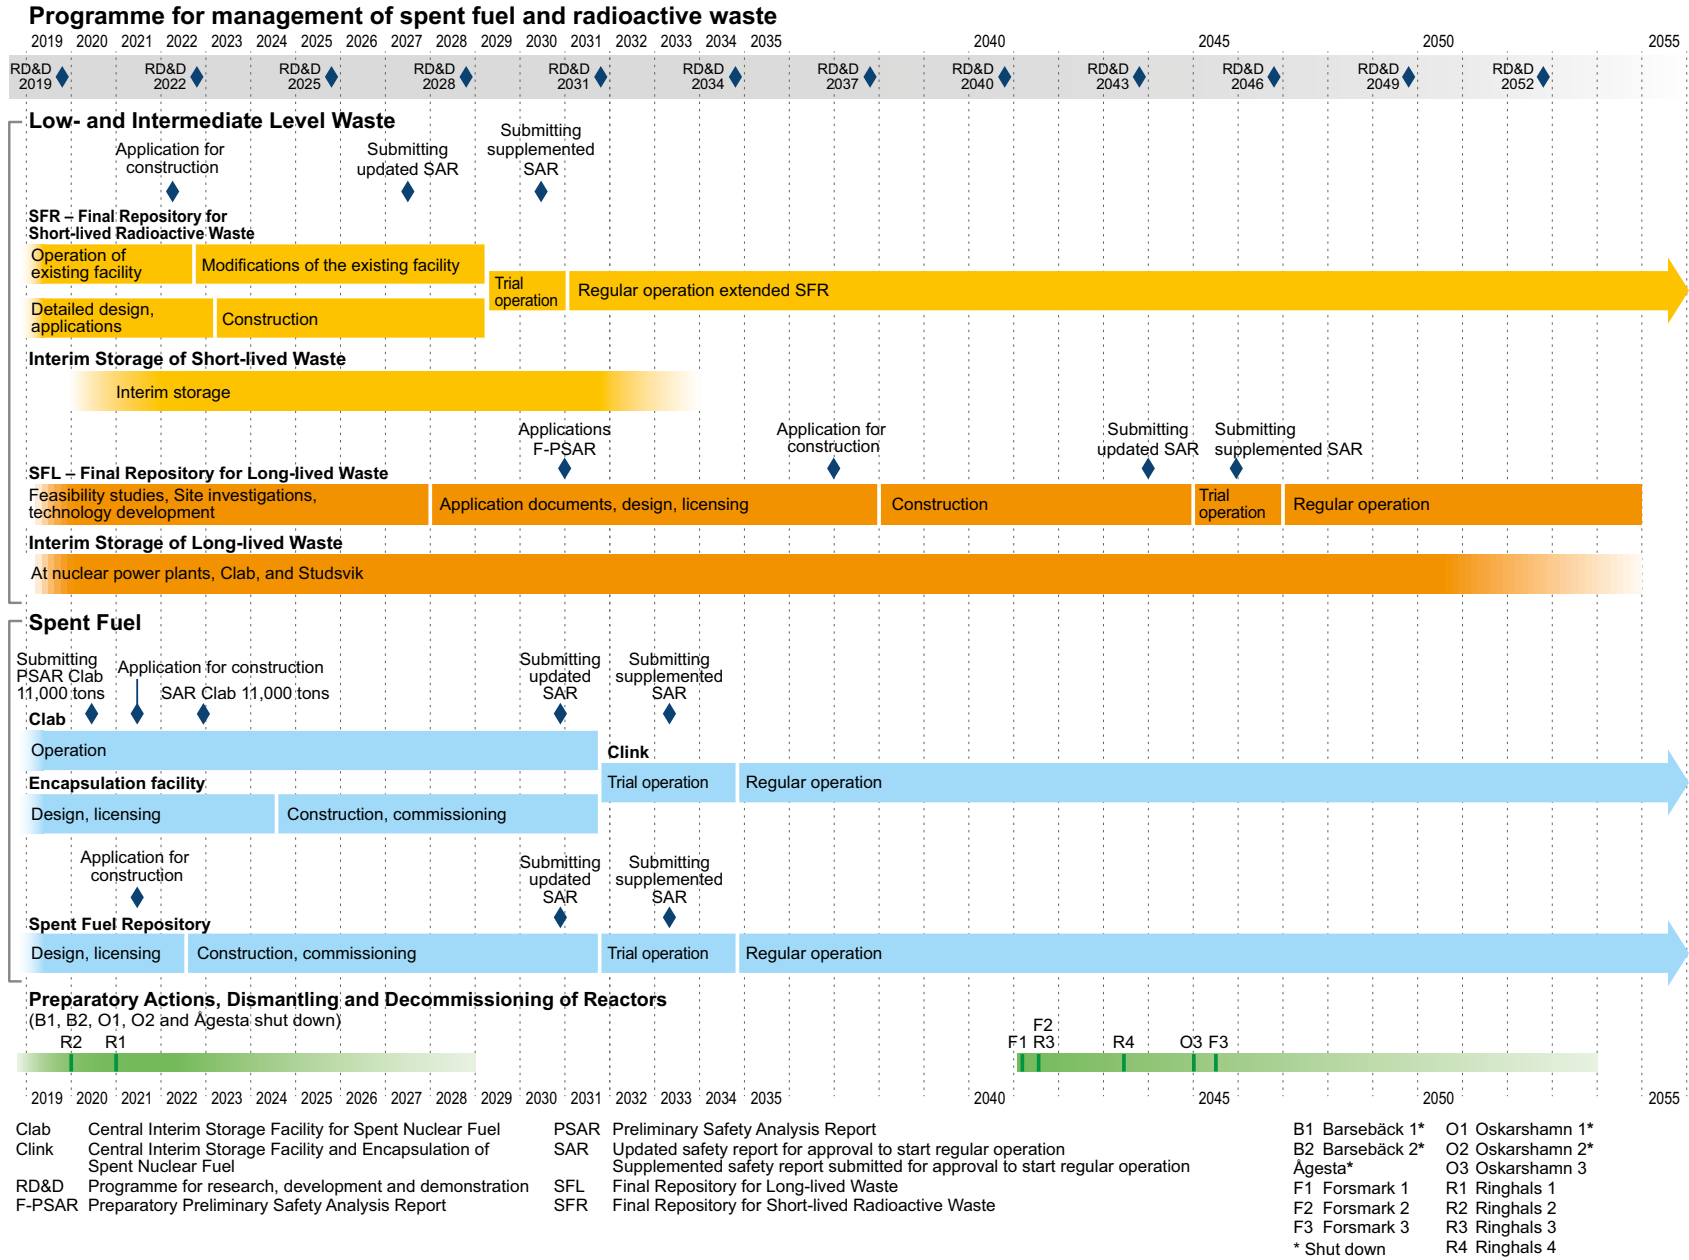 Programme for management of spent fuel and radioactive waste
2019 2020 2021 2022 2023 2024 2025 2026 2027 2028 2029 2030 2031 2032 2033 2034 2035 2040 2045 2050 2055
RD&D RD&D RD&D RD&D RD&D RD&D RD&D RD&D RD&D RD&D RD&D RD&D
2019 2022 2025 2028 2031 2034 2037 2040 2043 2046 2049 2052
Low- and Intermediate Level Waste
Application for
construction
Submitting
updated SAR
Submitting
supplemented
SAR
SFR – Final Repository for
Short-lived Radioactive Waste
Operation of
existing facility
Modifications of the existing facility
Trial
operation
Regular operation extended SFR
Detailed design,
applications
Construction
Interim Storage of Short-lived Waste
Interim storage
Applications
F-PSAR
Application for
construction
Submitting
updated SAR
Submitting
supplemented SAR
SFL – Final Repository for Long-lived Waste
Feasibility studies, Site investigations,
technology development
Application documents, design, licensing
Construction
Trial
operation
Regular operation
Interim Storage of Long-lived Waste
At nuclear power plants, Clab, and Studsvik
Spent Fuel
Submitting
PSAR Clab
11,000 tons
Application for construction
SAR Clab 11,000 tons
Submitting
updated
SAR
Submitting
supplemented
SAR
Clab
Operation
Clink
Encapsulation facility
Trial operation
Regular operation
Design, licensing
Construction, commissioning
Application for
construction
Submitting
updated
SAR
Submitting
supplemented
SAR
Spent Fuel Repository
Design, licensing
Construction, commissioning
Trial operation
Regular operation
Preparatory Actions, Dismantling and Decommissioning of Reactors
(B1, B2, O1, O2 and Ågesta shut down)
F2
R2 R1 F1 R3 R4 O3 F3
2019 2020 2021 2022 2023 2024 2025 2026 2027 2028 2029 2030 2031 2032 2033 2034 2035 2040 2045 2050 2055
Clab Central Interim Storage Facility for Spent Nuclear Fuel
Clink Central Interim Storage Facility and Encapsulation of
Spent Nuclear Fuel
RD&D Programme for research, development and demonstration
F-PSAR Preparatory Preliminary Safety Analysis Report
PSAR Preliminary Safety Analysis Report
SAR Updated safety report for approval to start regular operation
Supplemented safety report submitted for approval to start regular operation
SFL Final Repository for Long-lived Waste
SFR Final Repository for Short-lived Radioactive Waste
B1 Barsebäck 1*
B2 Barsebäck 2*
Ågesta*
F1 Forsmark 1
F2 Forsmark 2
F3 Forsmark 3
* Shut down
O1 Oskarshamn 1*
O2 Oskarshamn 2*
O3 Oskarshamn 3
R1 Ringhals 1
R2 Ringhals 2
R3 Ringhals 3
R4 Ringhals 4